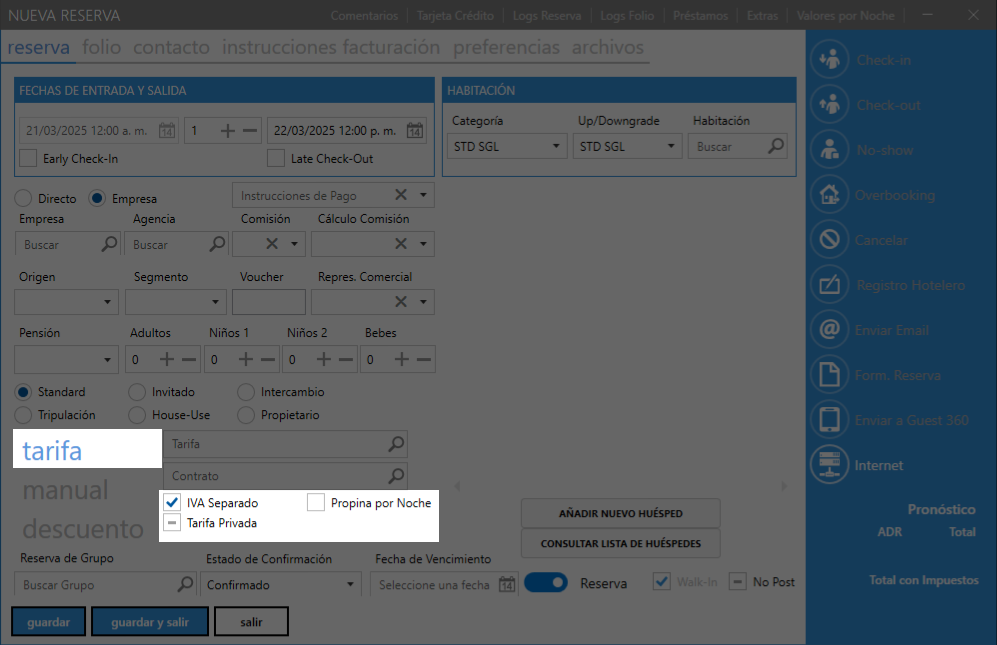 NUEVA RESERVA
Comentarios Tarjeta Crédito Logs Reserva Logs Folio Préstamos Extras Valores por Noche
reserva folio contacto instrucciones facturación preferencias archivos
FECHAS DE ENTRADA Y SALIDA
21/03/2025 12:00 a. m. 14 1 22/03/2025 12:00 p. m. 14
Early Check-In Late Check-Out
HABITACIÓN
Categoría Up/Downgrade Habitación
STD SGL STD SGL Buscar
Directo Empresa Instrucciones de Pago
Empresa Agencia Comisión Cálculo Comisión
Buscar Buscar
Origen Segmento Voucher Repres. Comercial
Pensión Adultos Niños 1 Niños 2 Bebes
0 0 0 0
Standard Invitado Intercambio
Tripulación House-Use Propietario
tarifa Tarifa
manual Contrato
IVA Separado Propina por Noche
descuento Tarifa Privada
AÑADIR NUEVO HUÉSPED
CONSULTAR LISTA DE HUÉSPEDES
Reserva de Grupo Estado de Confirmación Fecha de Vencimiento
Buscar Grupo Confirmado Seleccione una fecha 14 Reserva Walk-In No Post
guardar guardar y salir salir
Check-in
Check-out
No-show
Overbooking
Cancelar
Registro Hotelero
@ Enviar Email
Form. Reserva
Enviar a Guest 360
Internet
Pronóstico
ADR Total
Total con Impuestos